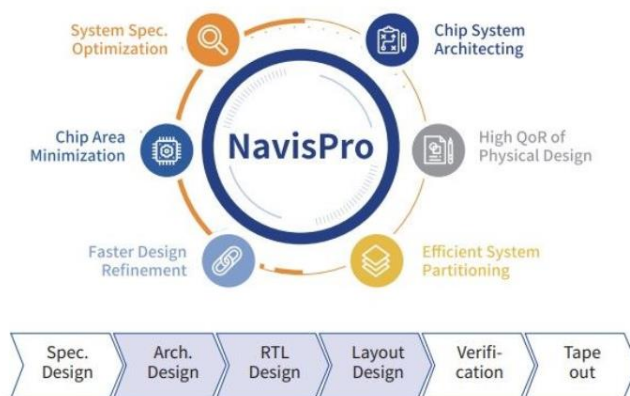 System Spec.
Optimization
Chip System
Architecting
Chip Area
Minimization
NavisPro
High QoR of
Physical Design
Faster Design
Refinement
Efficient System
Partitioning
Spec.
Design
Arch.
Design
RTL
Design
Layout
Design
Verifi-
cation
Tape
out